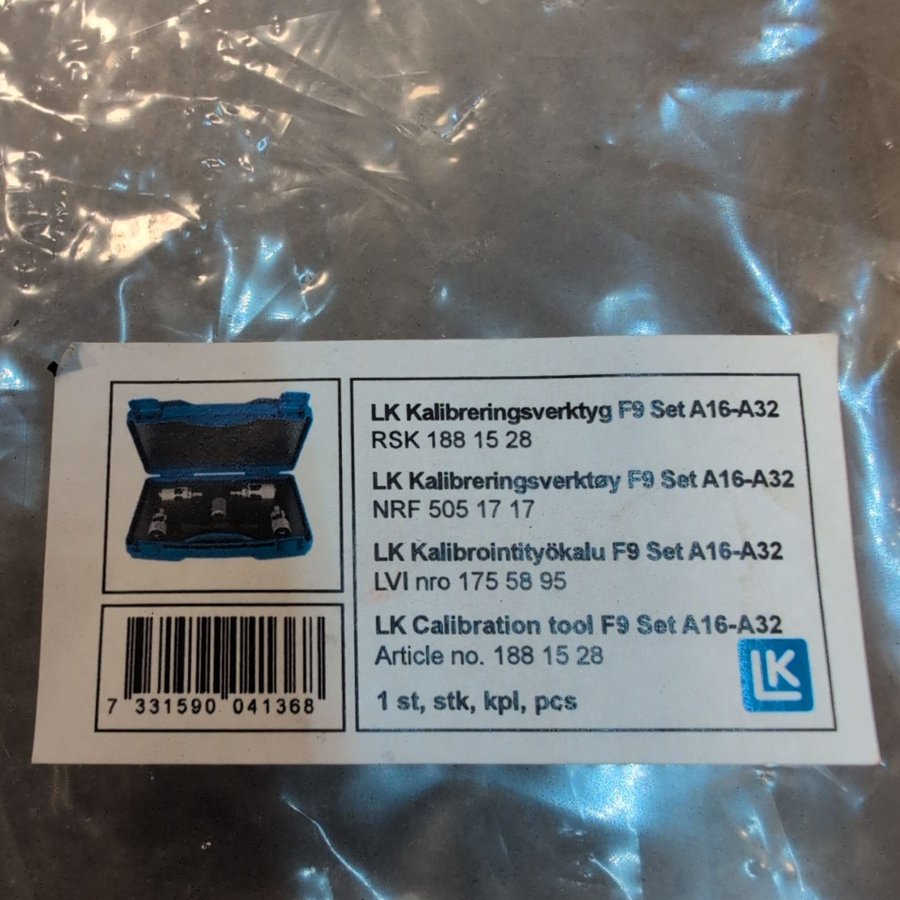 LK Kalibreringsverktyg F9 Set A16-A32
RSK 188 15 28
LK Kalibreringsverktøy F9 Set A16-A32
NRF 505 17 17
LK Kalibrointityökalu F9 Set A16-A32
LVI nro 175 58 95
LK Calibration tool F9 Set A16-A32
Article no. 188 15 28
1 st, stk, kpl, pcs
LK
7 331590 041368